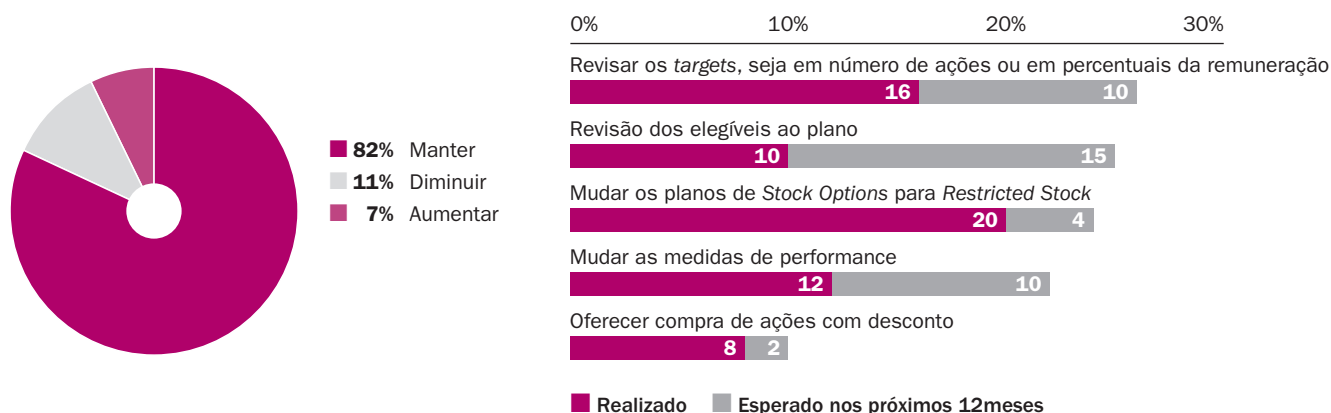 82% Manter
11% Diminuir
7% Aumentar
0% 10% 20% 30%
Revisar os targets, seja em número de ações ou em percentuais da remuneração
16 10
Revisão dos elegíveis ao plano
10 15
Mudar os planos de Stock Options para Restricted Stock
20 4
Mudar as medidas de performance
12 10
Oferecer compra de ações com desconto
8 2
Realizado Esperado nos próximos 12meses